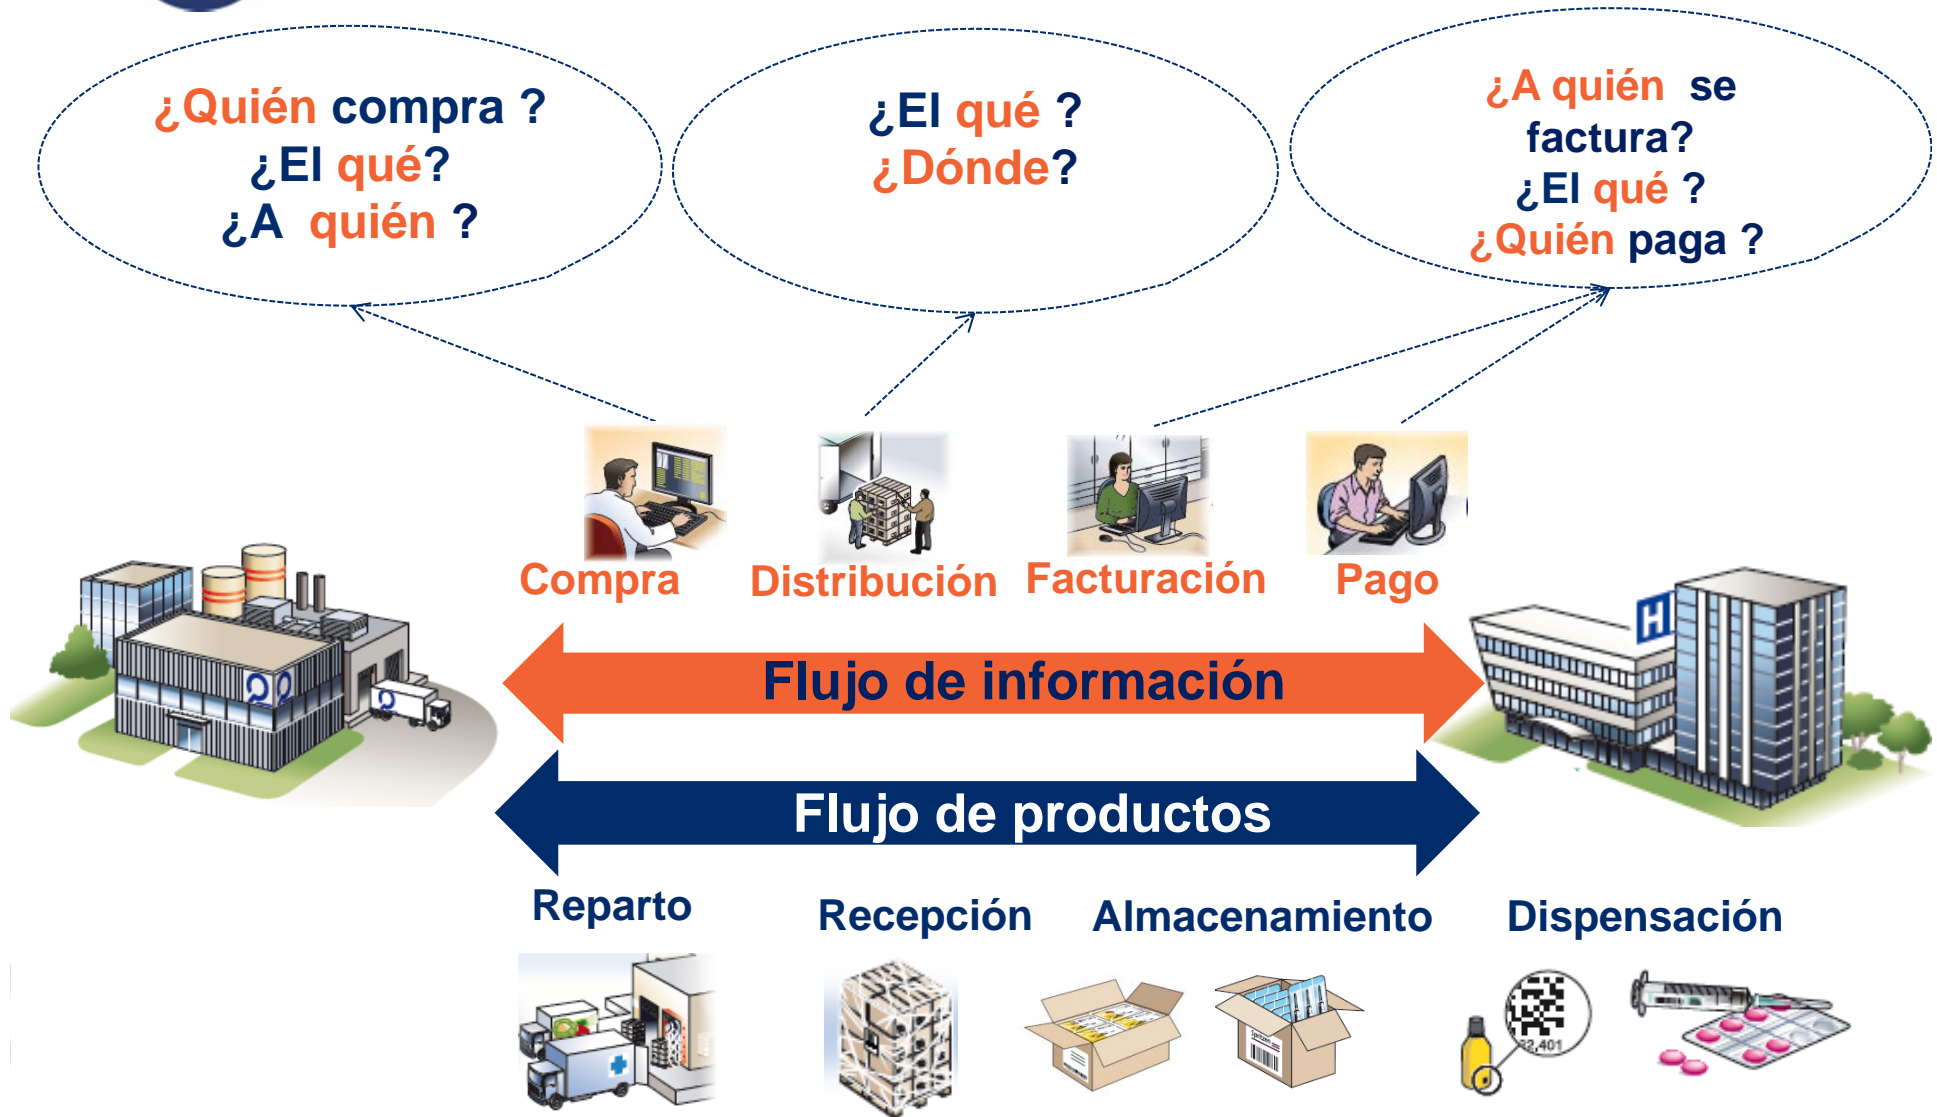 ¿Quién compra ?
¿El qué?
¿A quién ?
¿El qué ?
¿Dónde?
¿A quién se
factura?
¿El qué ?
¿Quién paga ?
Compra
Distribución
Facturación
Pago
H
Flujo de información
Flujo de productos
Reparto
Recepción
Almacenamiento
Dispensación